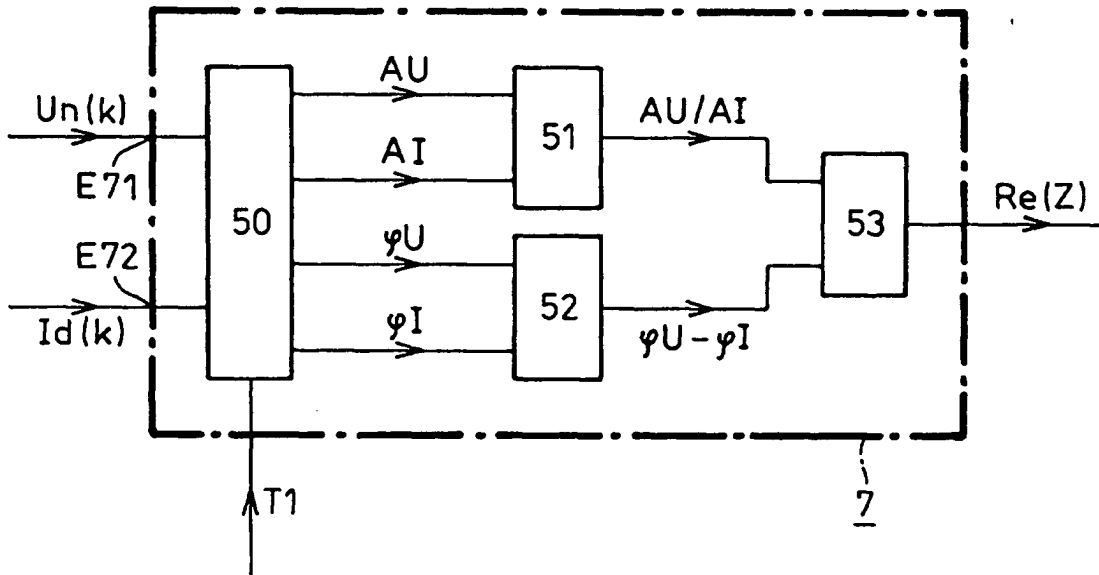 Un(k)
E71
E72
Id(k)
50
T1
AU
AI
φU
φI
51
52
AU/AI
φU-φI
53
Re(Z)
7